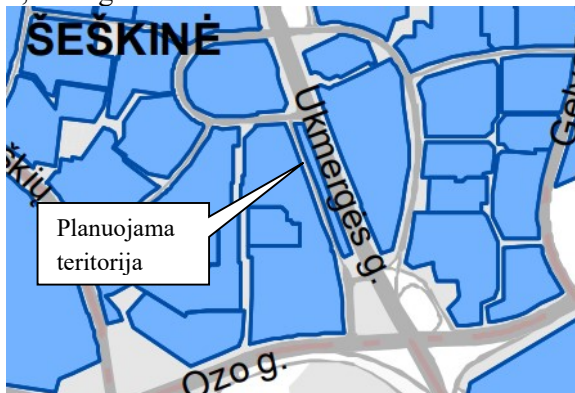 ŠEŠKINĖ
Ukmergės g.
Planuojama
teritorija
Ozo g.